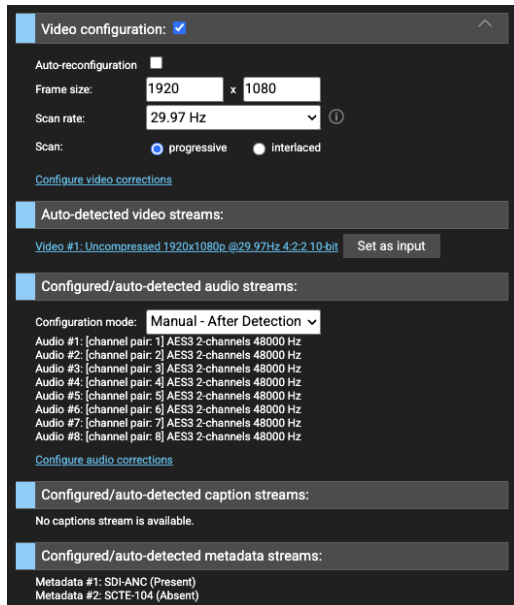 Video configuration:
Auto-reconfiguration
Frame size: 1920 x 1080
Scan rate: 29.97 Hz
Scan: progressive interlaced
Configure video corrections
Auto-detected video streams:
Video #1: Uncompressed 1920x1080p @29.97Hz 4:2:2 10-bit Set as input
Configured/auto-detected audio streams:
Configuration mode: Manual - After Detection
Audio #1: [channel pair: 1] AES3 2-channels 48000 Hz
Audio #2: [channel pair: 2] AES3 2-channels 48000 Hz
Audio #3: [channel pair: 3] AES3 2-channels 48000 Hz
Audio #4: [channel pair: 4] AES3 2-channels 48000 Hz
Audio #5: [channel pair: 5] AES3 2-channels 48000 Hz
Audio #6: [channel pair: 6] AES3 2-channels 48000 Hz
Audio #7: [channel pair: 7] AES3 2-channels 48000 Hz
Audio #8: [channel pair: 8] AES3 2-channels 48000 Hz
Configure audio corrections
Configured/auto-detected caption streams:
No captions stream is available.
Configured/auto-detected metadata streams:
Metadata #1: SDI-ANC (Present)
Metadata #2: SCTE-104 (Absent)